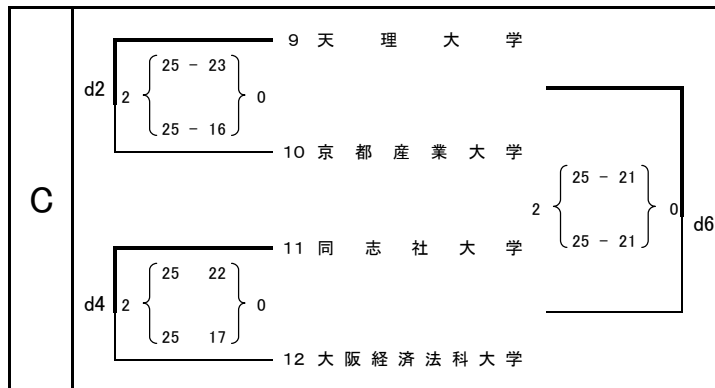 C
9 天理大学
d2 2 25 - 23 0
25 - 16
10 京都産業大学
11 同志社大学
d4 2 25 22 0
25 17
12 大阪経済法科大学
2 25 - 21 0 d6
25 - 21